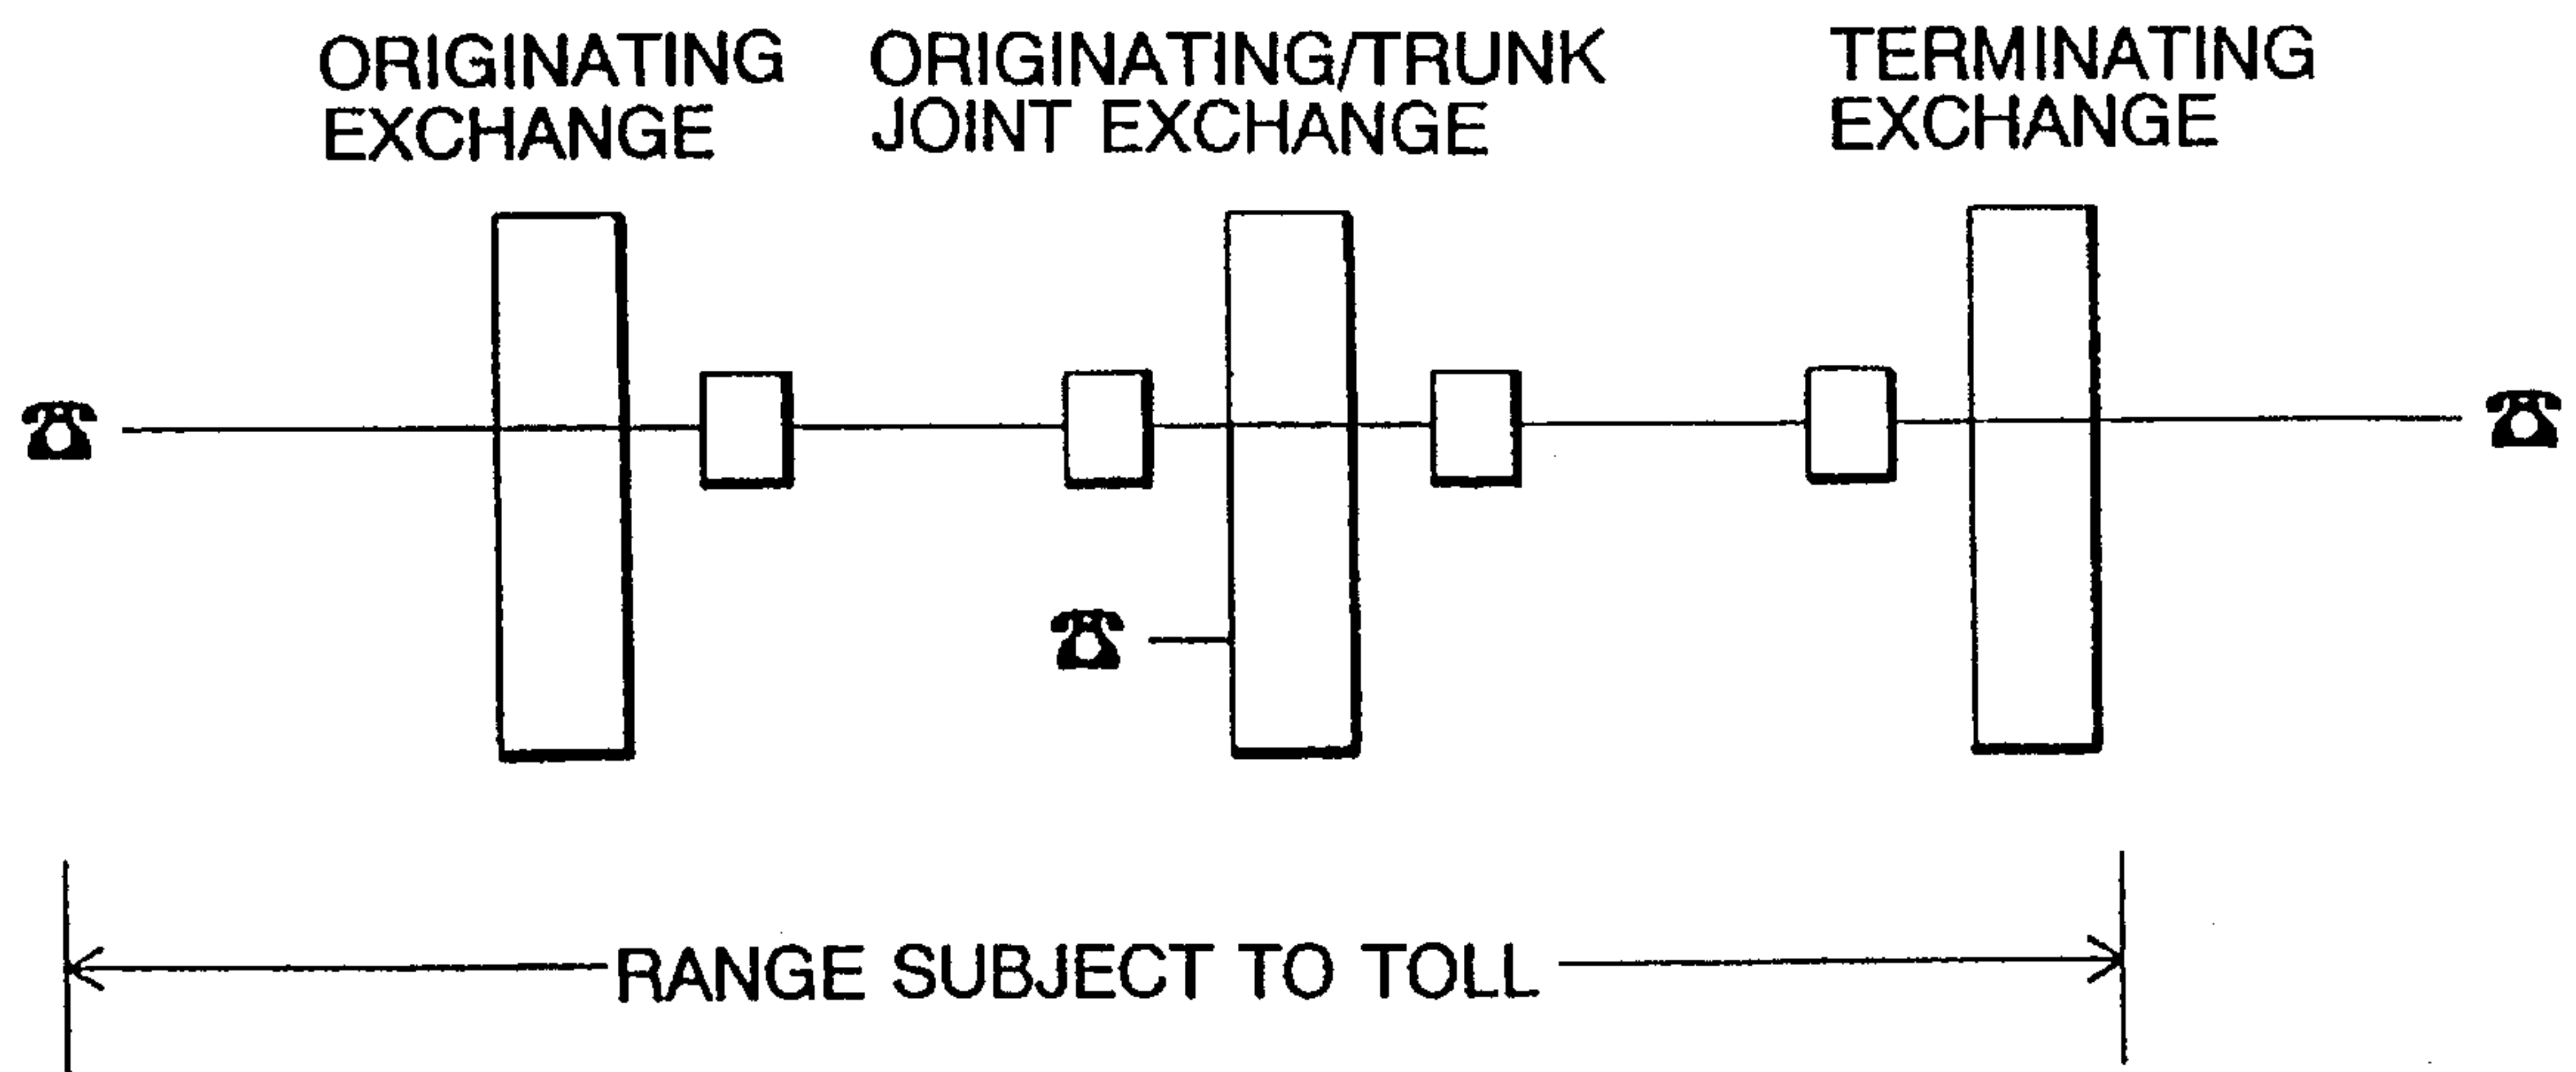 ORIGINATING
EXCHANGE
ORIGINATING/TRUNK
JOINT EXCHANGE
TERMINATING
EXCHANGE
RANGE SUBJECT TO TOLL